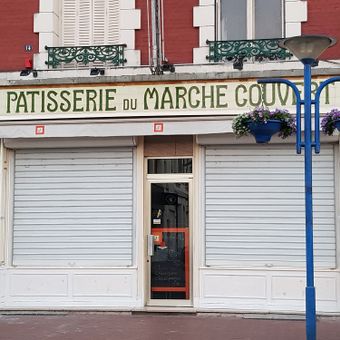 PATISSERIE DU MARCHE COUVERT